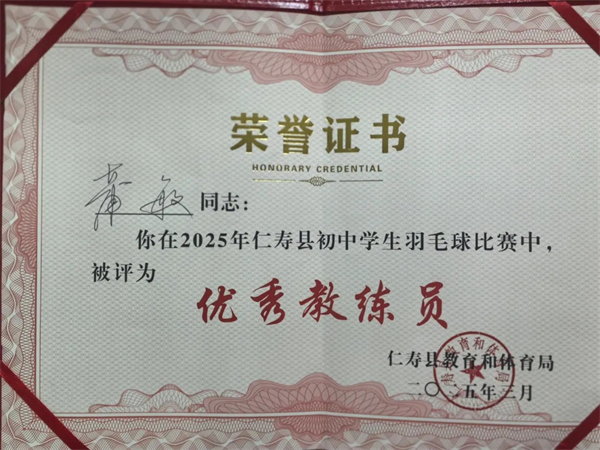 荣誉证书
HONORARY CREDENTIAL
蒲敏 同志：
你在2025年仁寿县初中学生羽毛球比赛中，
被评为
优秀教练员
仁寿县教育和体育局
二〇二五年三月